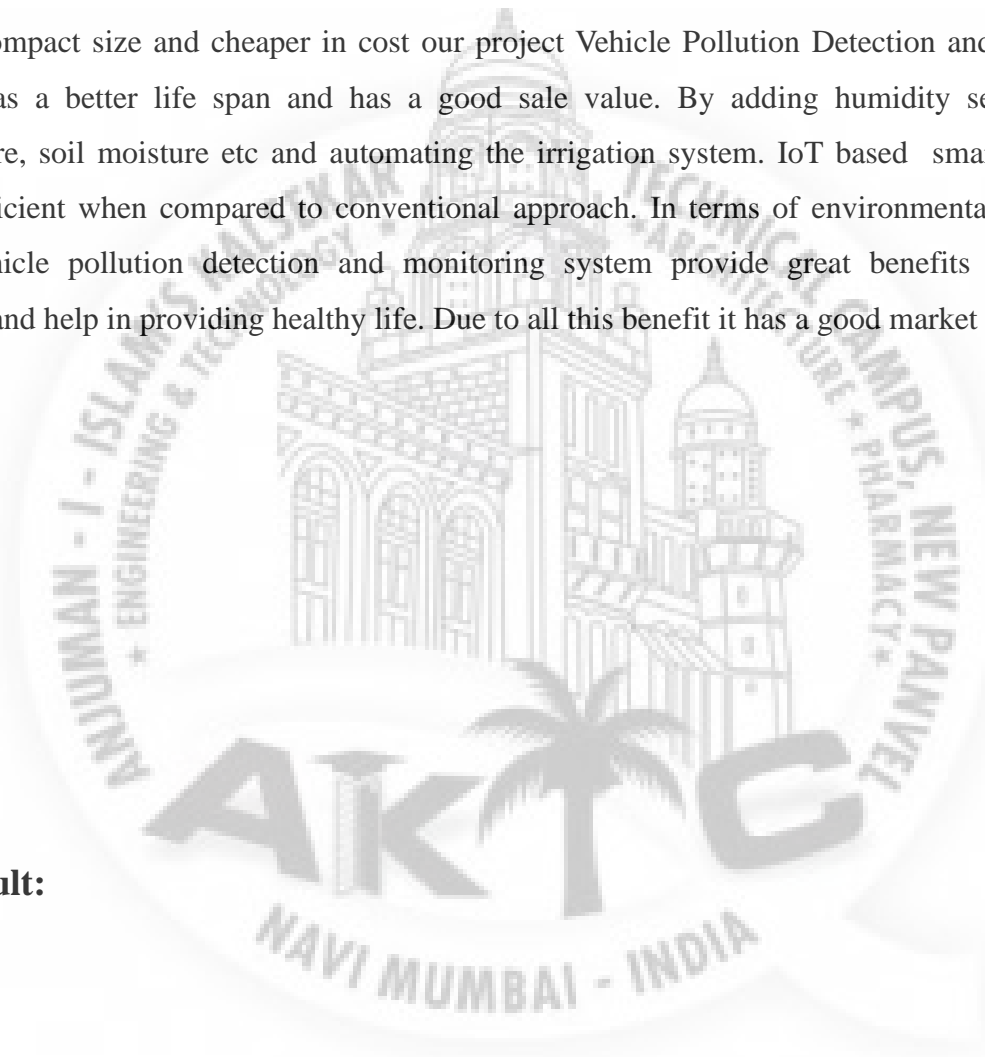 ompact size and cheaper in cost our project Vehicle Pollution Detection and
as a better life span and has a good sale value. By adding humidity se
re, soil moisture etc and automating the irrigation system. IoT based smar
icient when compared to conventional approach. In terms of environmenta
hicle pollution detection and monitoring system provide great benefits
and help in providing healthy life. Due to all this benefit it has a good market
ANJUMAN - I - ISLAM'S KALSEKAR TECHNICAL CAMPUS, NEW PANVEL
★ ENGINEERING & TECHNOLOGY ★ ARCHITECTURE ★ PHARMACY ★
AKTC
ult:
NAVI MUMBAI - INDIA